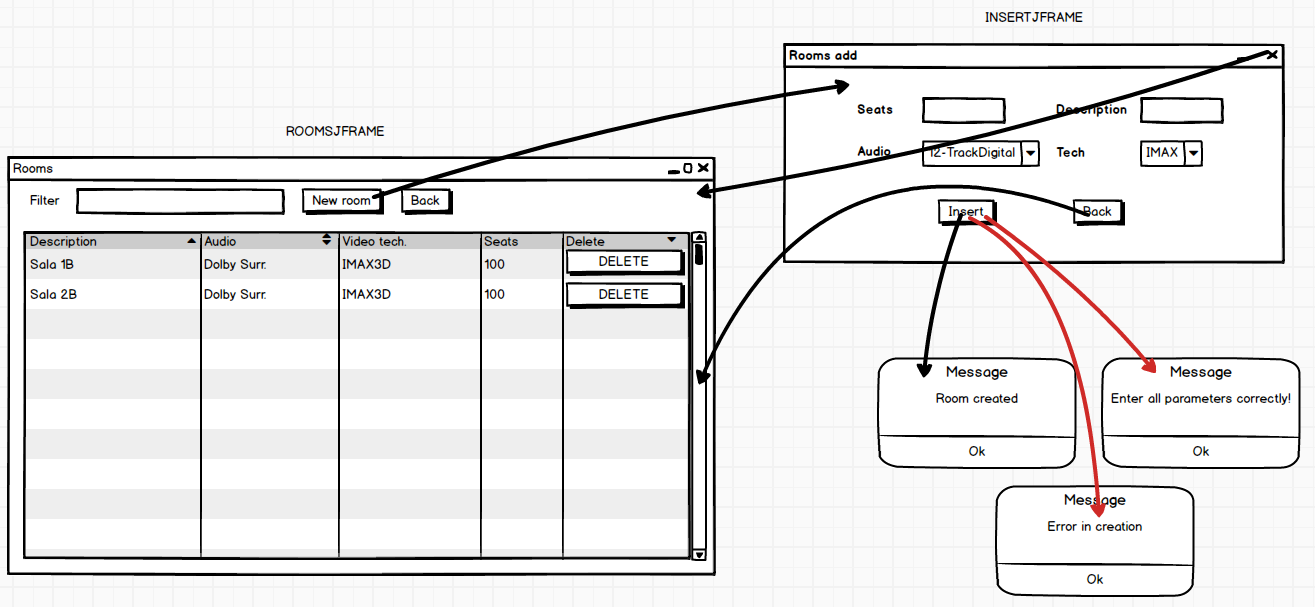 INSERTJFRAME
Rooms add
Seats
Description
Audio
12-TrackDigital
Tech
IMAX
Insert
Back
ROOMSJFRAME
Rooms
Filter
New room
Back
Description Audio Video tech. Seats Delete
Sala 1B Dolby Surr. IMAX3D 100 DELETE
Sala 2B Dolby Surr. IMAX3D 100 DELETE
Message
Room created
Ok
Message
Enter all parameters correctly!
Ok
Message
Error in creation
Ok